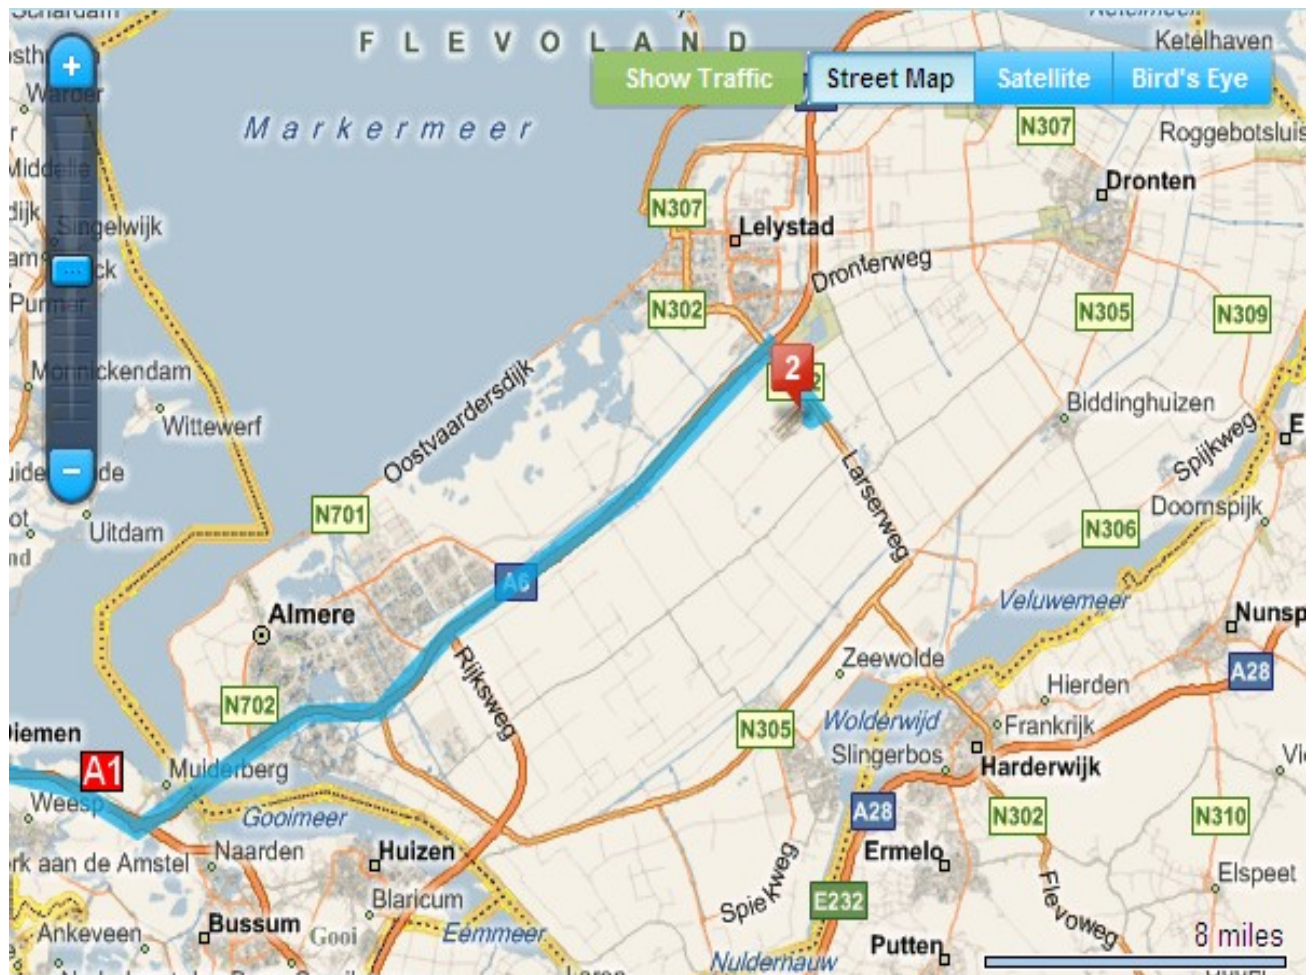 FLEVOLAND
Ketelhaven
Show Traffic
Street Map
Satellite
Bird's Eye
+
Warder
Markermeer
N307
Roggebotsluis
Dronten
N307
Singelwijk
Lelystad
Dronterweg
N302
N305
N309
Monnickendam
2
Oostvaardersdijk
Wittewerf
Biddinghuizen
Larserweg
Spijkweg
−
N701
Uitdam
Doornspijk
N306
A6
Almere
Veluwemeer
Rijksweg
Zeewolde
A28
Hierden
N702
N305
Wolderwijd
Frankrijk
Slingerbos
Harderwijk
A1
Muiderberg
Weesp
Gooimeer
A28
N302
N310
Naarden
Huizen
Ermelo
Elspeet
Blaricum
Spiekweg
E232
Flevoweg
Bussum
Gooi
Ankeveen
Eemmeer
Putten
8 miles
Nuldernauw